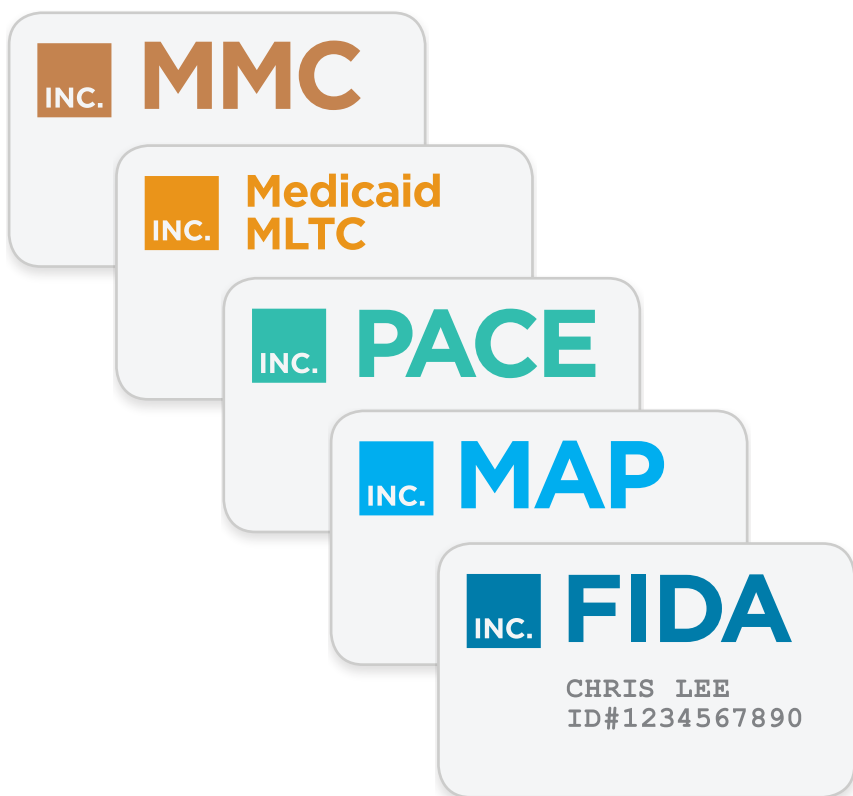 INC. MMC
INC. Medicaid
MLTC
INC. PACE
INC. MAP
INC. FIDA
CHRIS LEE
ID#1234567890